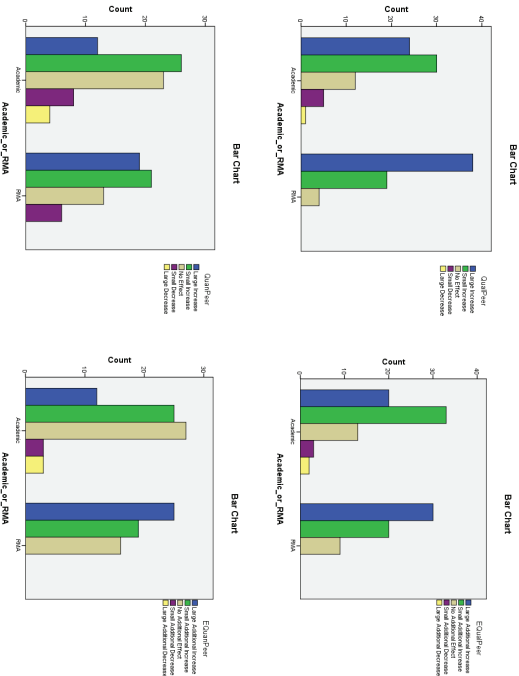 Bar Chart
QualPeer
Large Increase
Small Increase
No Effect
Small Decrease
Large Decrease
Count
40
30
20
10
0
Academic
RMA
Academic_or_RMA
Bar Chart
EQualPeer
Large Additional Increase
Small Additional Increase
No Additional Effect
Small Additional Decrease
Large Additional Decrease
Count
40
30
20
10
0
Academic
RMA
Academic_or_RMA
Bar Chart
QuanPeer
Large Increase
Small Increase
No Effect
Small Decrease
Large Decrease
Count
30
20
10
0
Academic
RMA
Academic_or_RMA
Bar Chart
EQuanPeer
Large Additional Increase
Small Additional Increase
No Additional Effect
Small Additional Decrease
Large Additional Decrease
Count
30
20
10
0
Academic
RMA
Academic_or_RMA